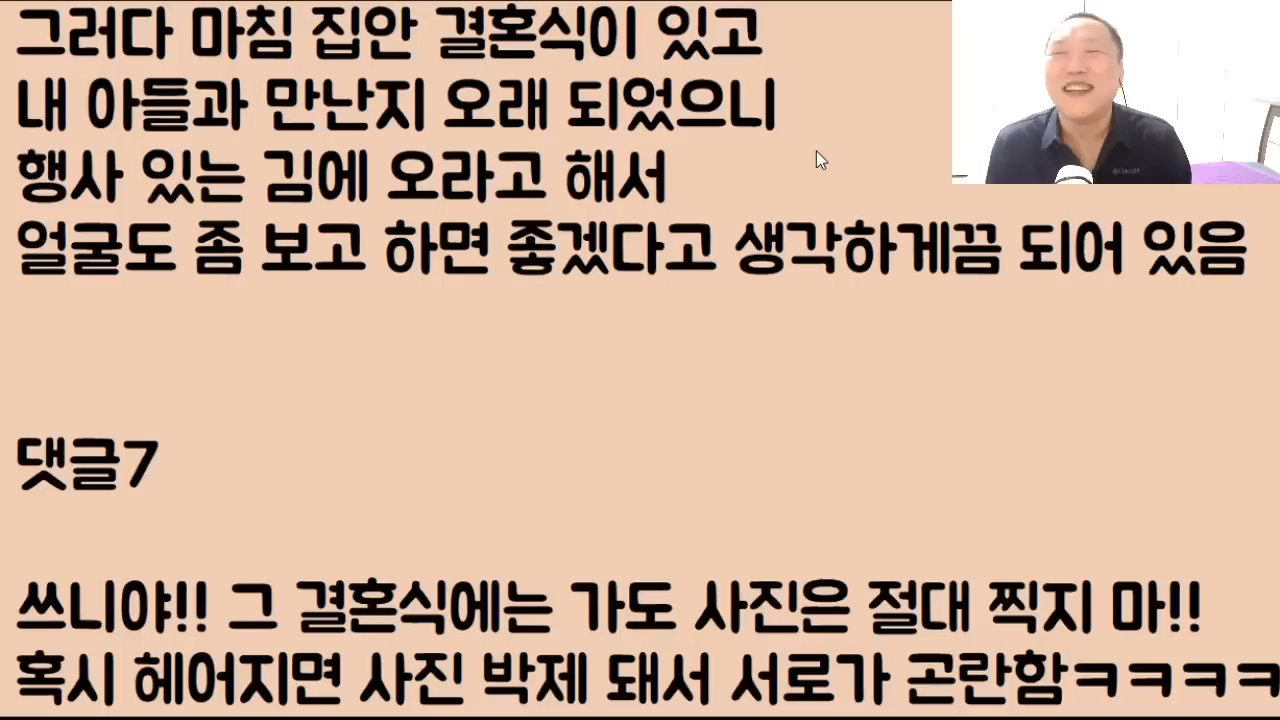 그러다 마침 집안 결혼식이 있고
내 아들과 만난지 오래 되었으니
행사 있는 김에 오라고 해서
얼굴도 좀 보고 하면 좋겠다고 생각하게끔 되어 있음
댓글7
쓰니야!! 그 결혼식에는 가도 사진은 절대 찍지 마!!
혹시 헤어지면 사진 박제 돼서 서로가 곤란함ㅋㅋㅋㅋ